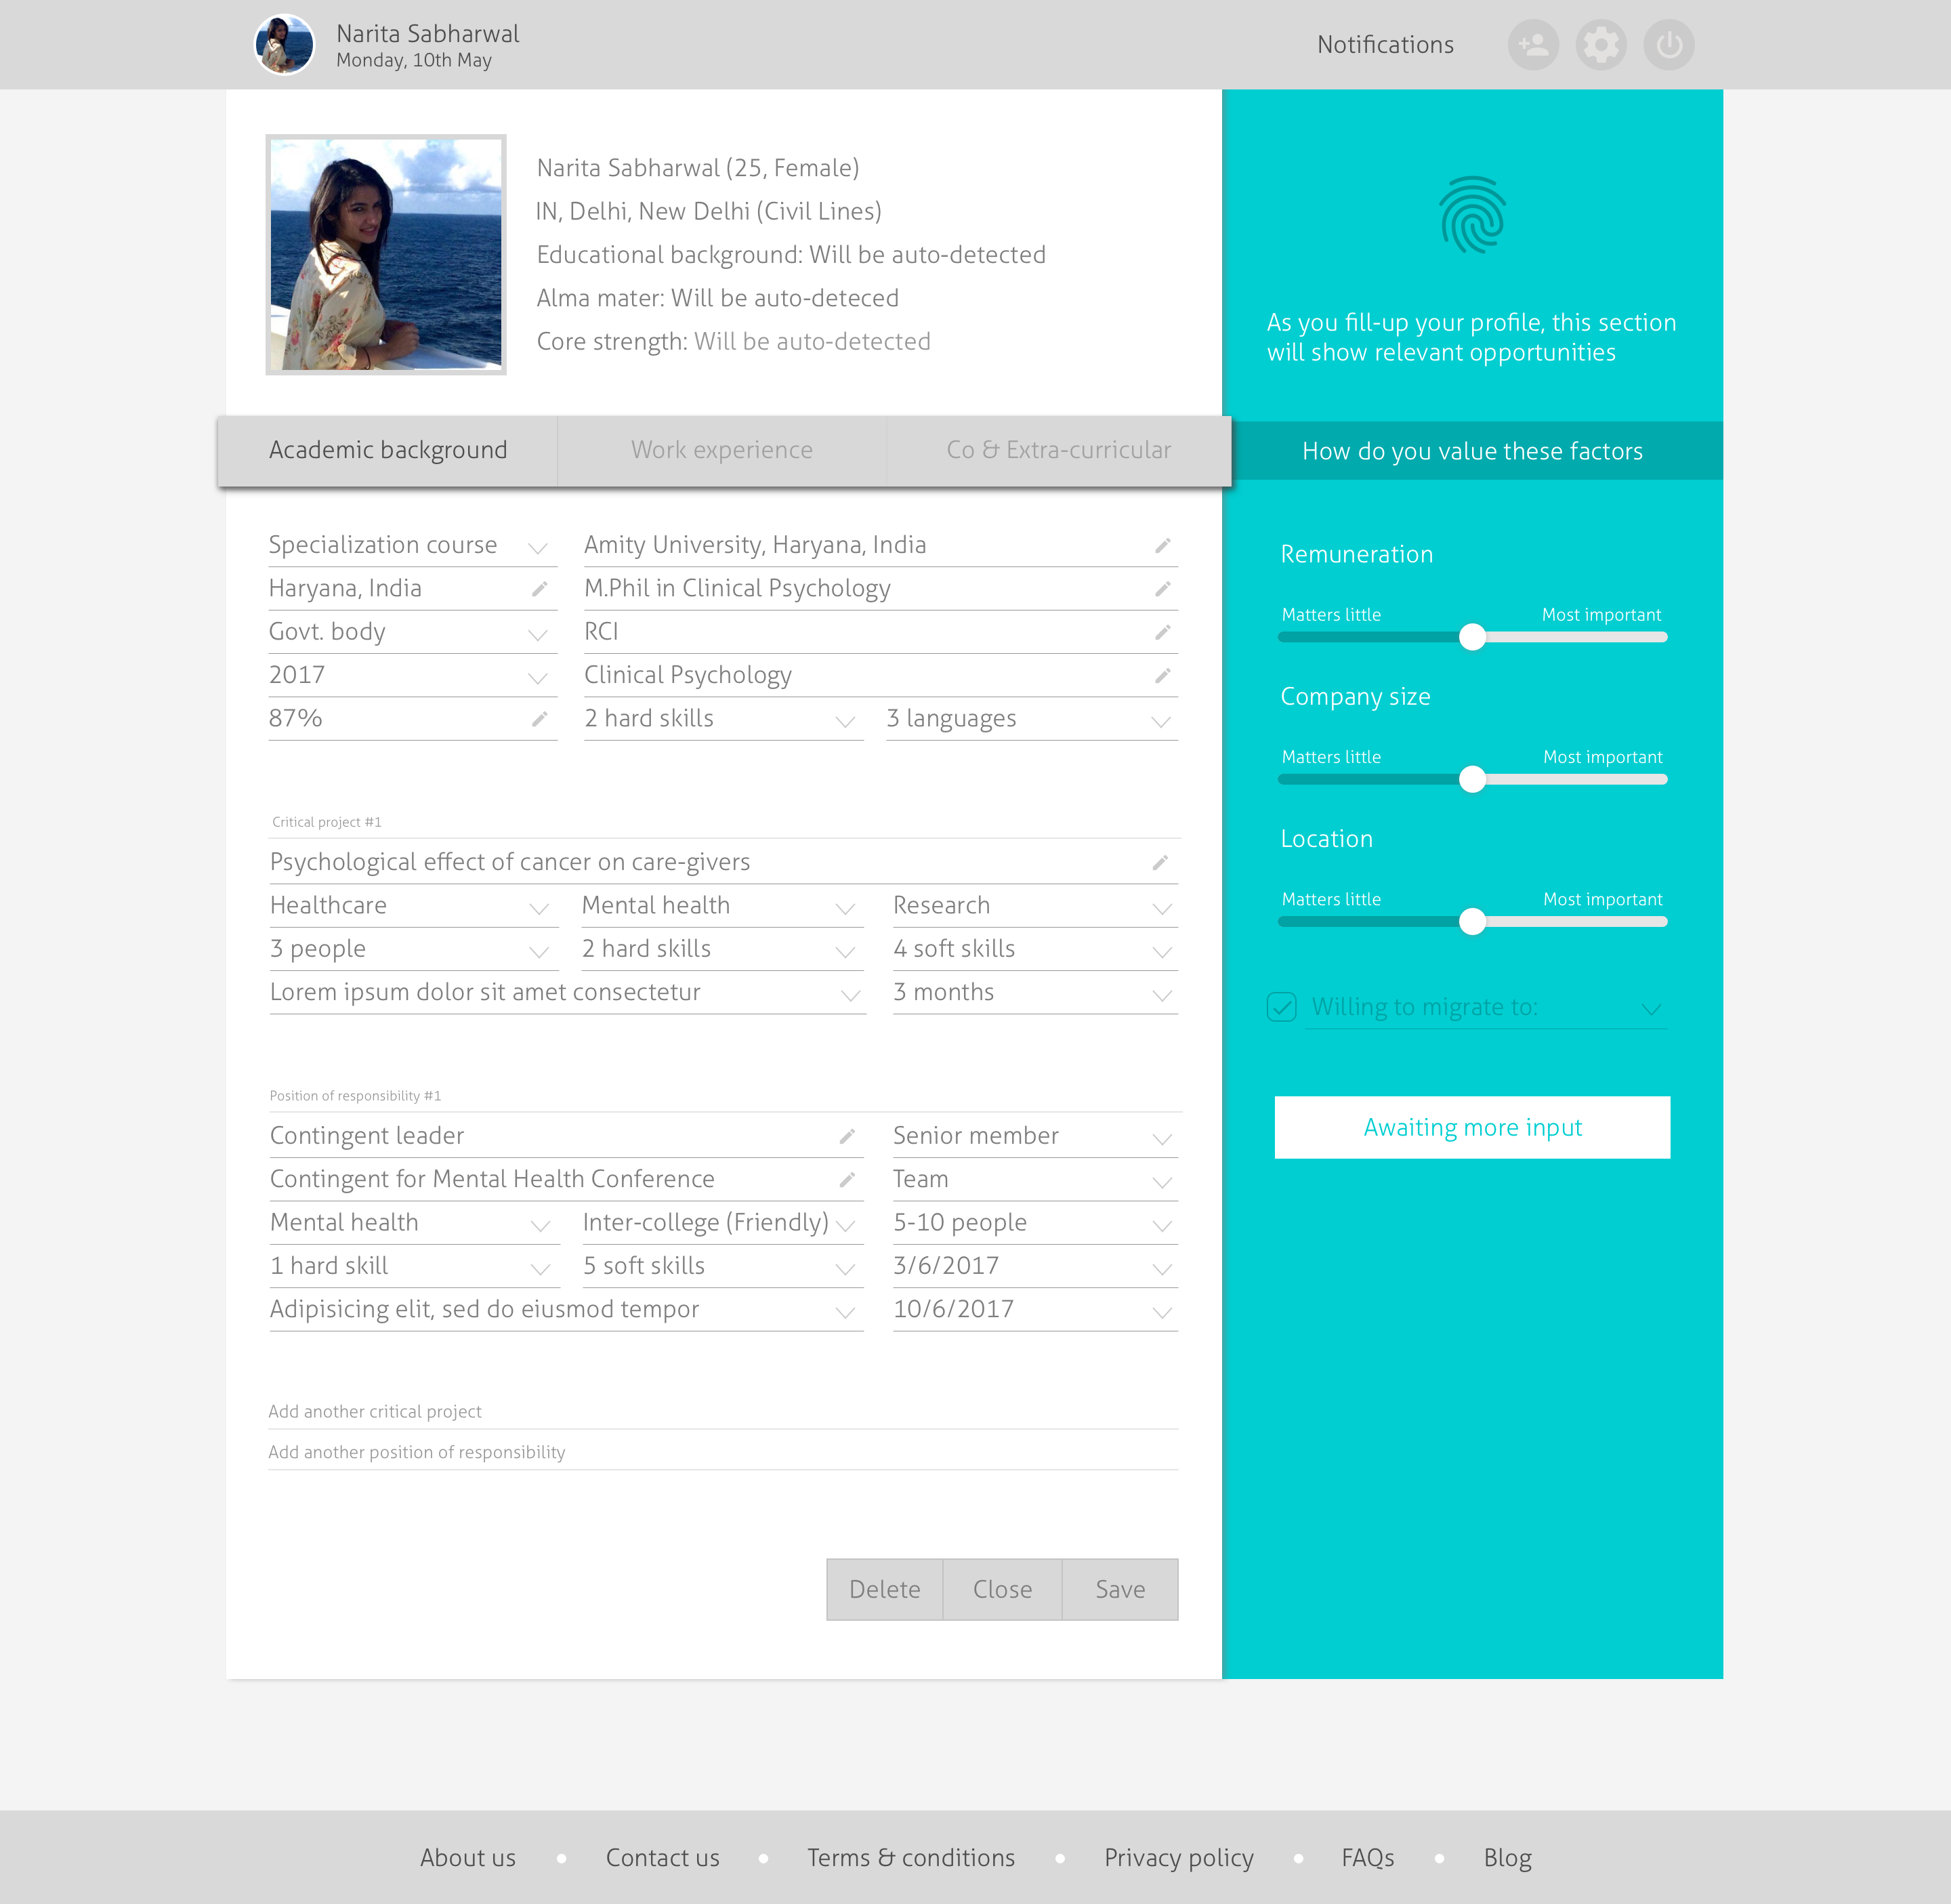 Narita Sabharwal
Monday, 10th May
Notifications
Narita Sabharwal (25, Female)
IN, Delhi, New Delhi (Civil Lines)
Educational background: Will be auto-detected
Alma mater: Will be auto-deteced
Core strength: Will be auto-detected
As you fill-up your profile, this section
will show relevant opportunities
Academic background
Work experience
Co & Extra-curricular
How do you value these factors
Specialization course
Amity University, Haryana, India
Haryana, India
M.Phil in Clinical Psychology
Govt. body
RCI
2017
Clinical Psychology
87%
2 hard skills
3 languages
Critical project #1
Psychological effect of cancer on care-givers
Healthcare
Mental health
Research
3 people
2 hard skills
4 soft skills
Lorem ipsum dolor sit amet consectetur
3 months
Position of responsibility #1
Contingent leader
Senior member
Contingent for Mental Health Conference
Team
Mental health
Inter-college (Friendly)
5-10 people
1 hard skill
5 soft skills
3/6/2017
Adipisicing elit, sed do eiusmod tempor
10/6/2017
Add another critical project
Add another position of responsibility
Delete
Close
Save
Remuneration
Matters little
Most important
Company size
Matters little
Most important
Location
Matters little
Most important
Willing to migrate to:
Awaiting more input
About us
Contact us
Terms & conditions
Privacy policy
FAQs
Blog